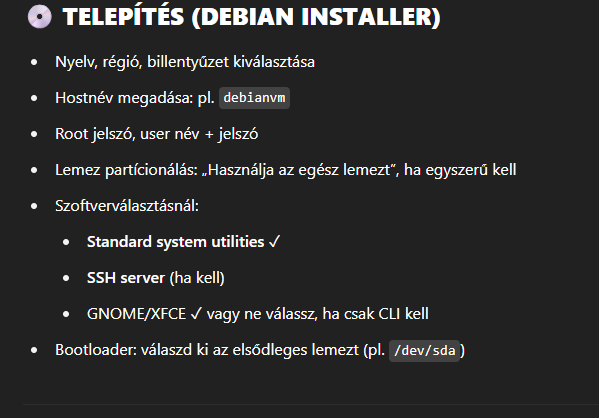 TELEPÍTÉS (DEBIAN INSTALLER)
Nyelv, régió, billentyűzet kiválasztása
Hostnév megadása: pl. debianvm
Root jelszó, user név + jelszó
Lemez partícionálás: „Használja az egész lemezt”, ha egyszerű kell
Szoftverválasztásnál:
Standard system utilities ✓
SSH server (ha kell)
GNOME/XFCE ✓ vagy ne válassz, ha csak CLI kell
Bootloader: válaszd ki az elsődleges lemezt (pl. /dev/sda)